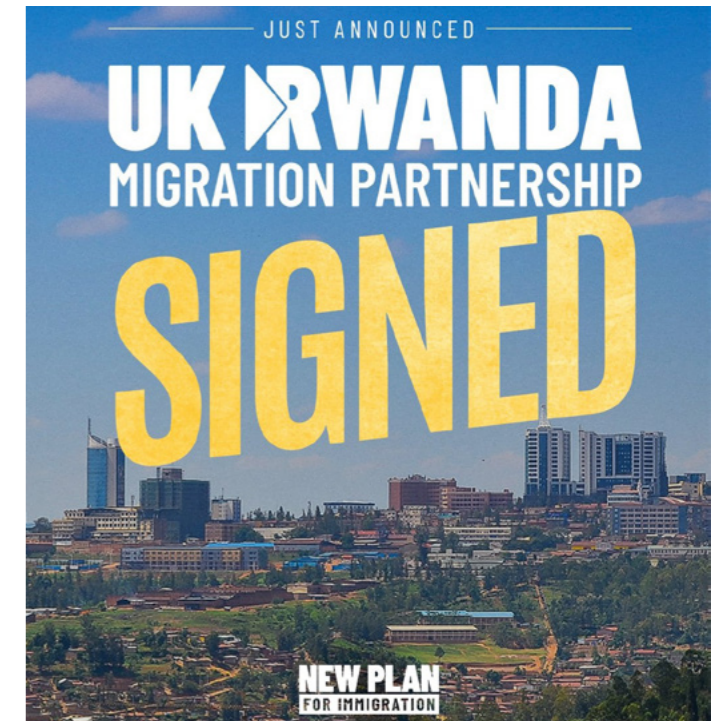 JUST ANNOUNCED
UK RWANDA
MIGRATION PARTNERSHIP
SIGNED
NEW PLAN
FOR IMMIGRATION